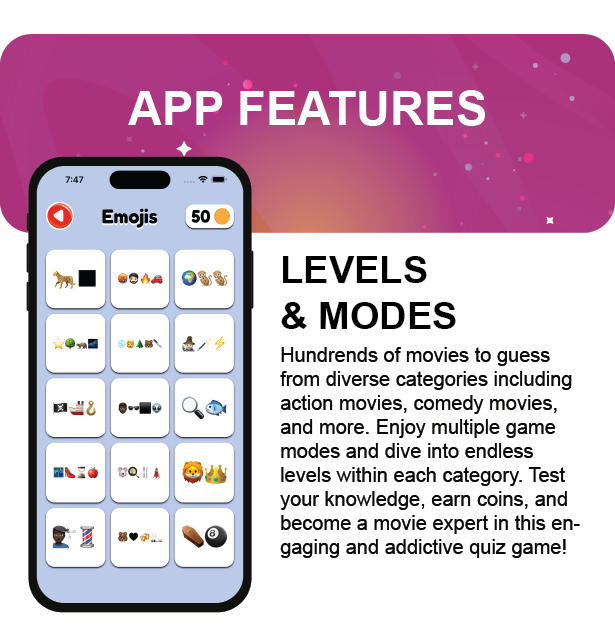 APP FEATURES
7:47
Emojis
50
LEVELS
& MODES
Hundrends of movies to guess
from diverse categories including
action movies, comedy movies,
and more. Enjoy multiple game
modes and dive into endless
levels within each category. Test
your knowledge, earn coins, and
become a movie expert in this en-
gaging and addictive quiz game!